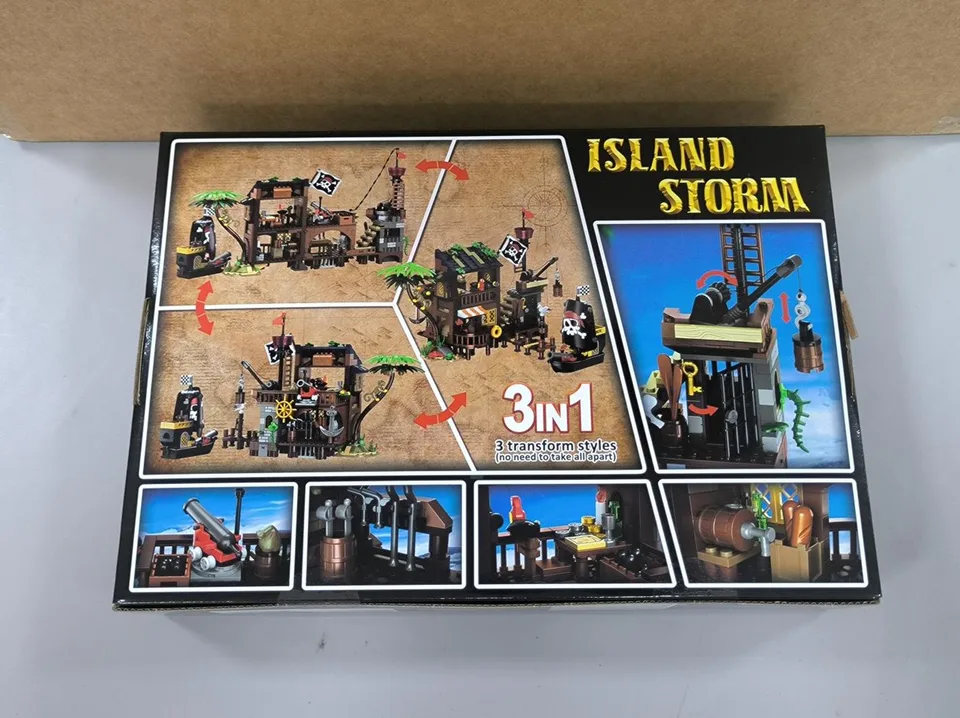 ISLAND
STORM
3IN1
3 transform styles
(no need to take all apart)